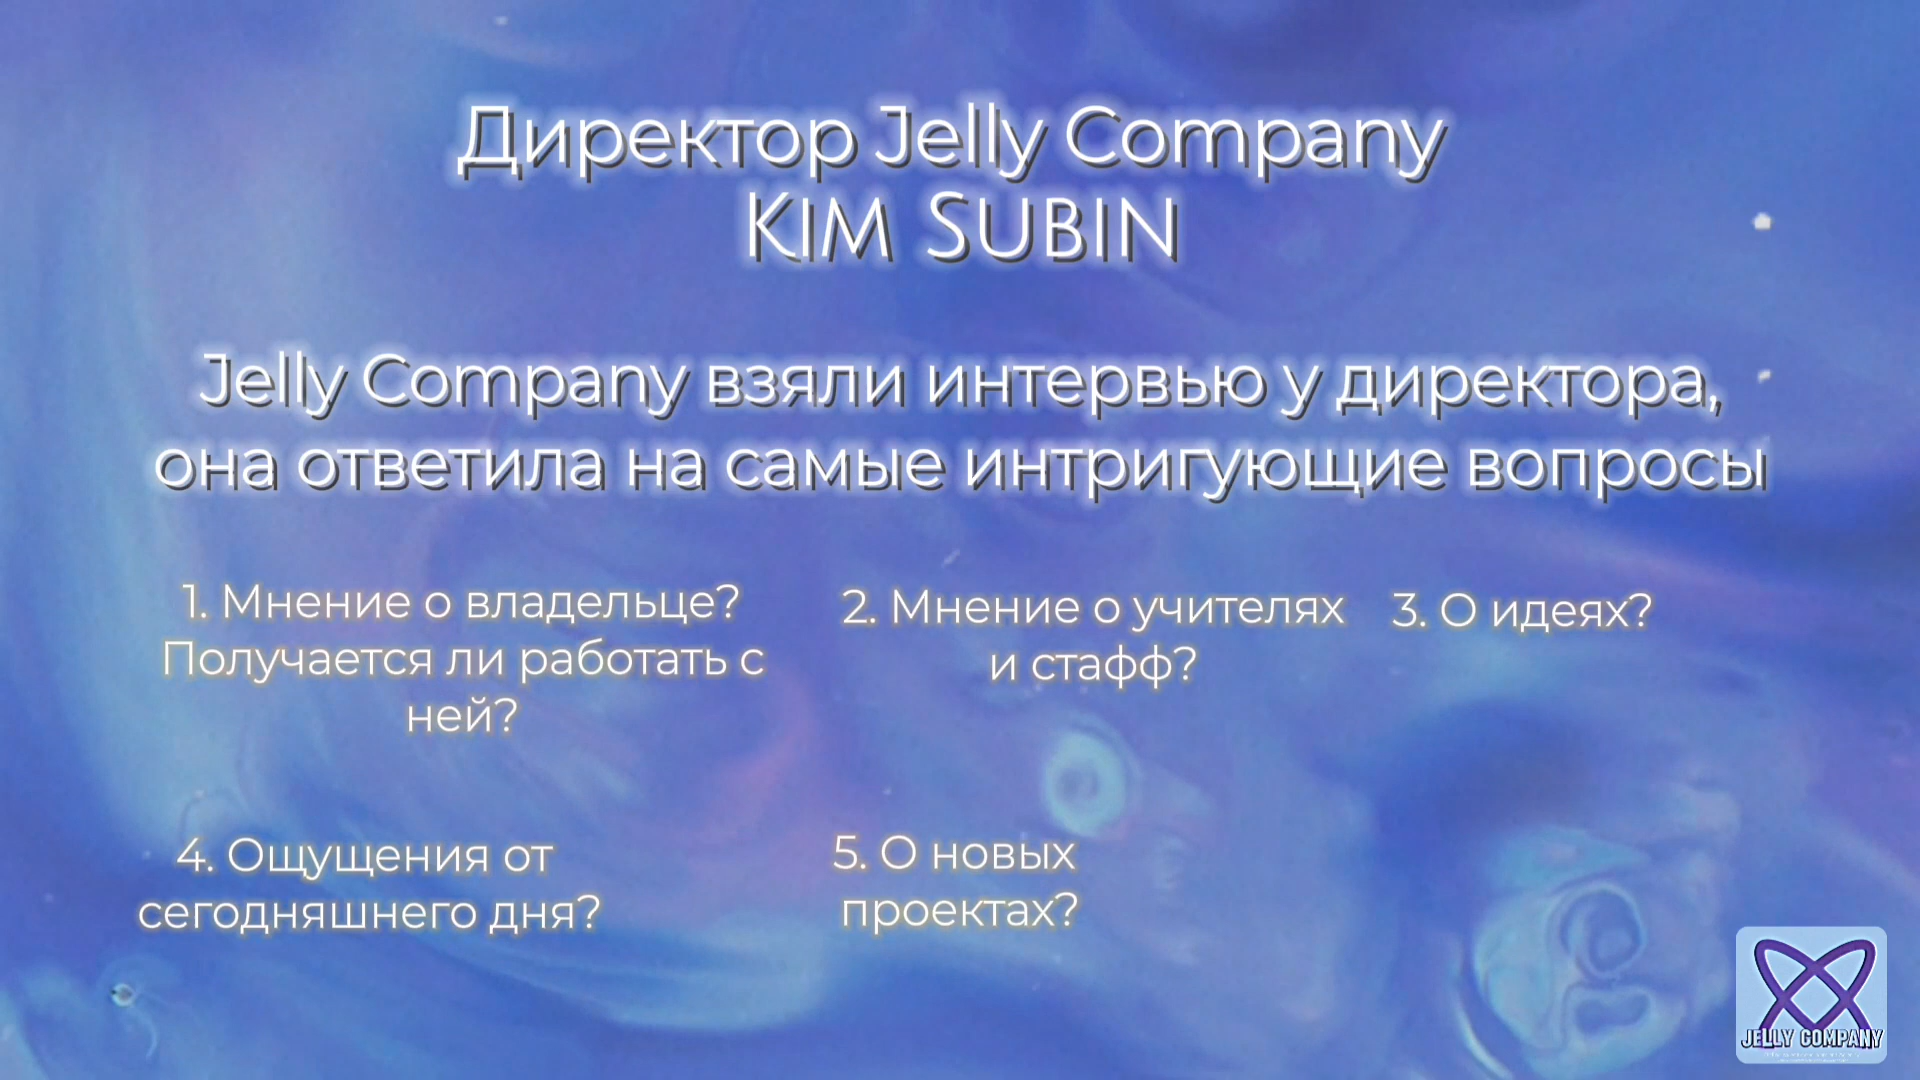 Директор Jelly Company
KIM SUBIN
Jelly Company взяли интервью у директора,
она ответила на самые интригующие вопросы
1. Мнение о владельце?
Получается ли работать с
ней?
2. Мнение о учителях
и стафф?
3. О идеях?
4. Ощущения от
сегодняшнего дня?
5. О новых
проектах?
JELLY COMPANY